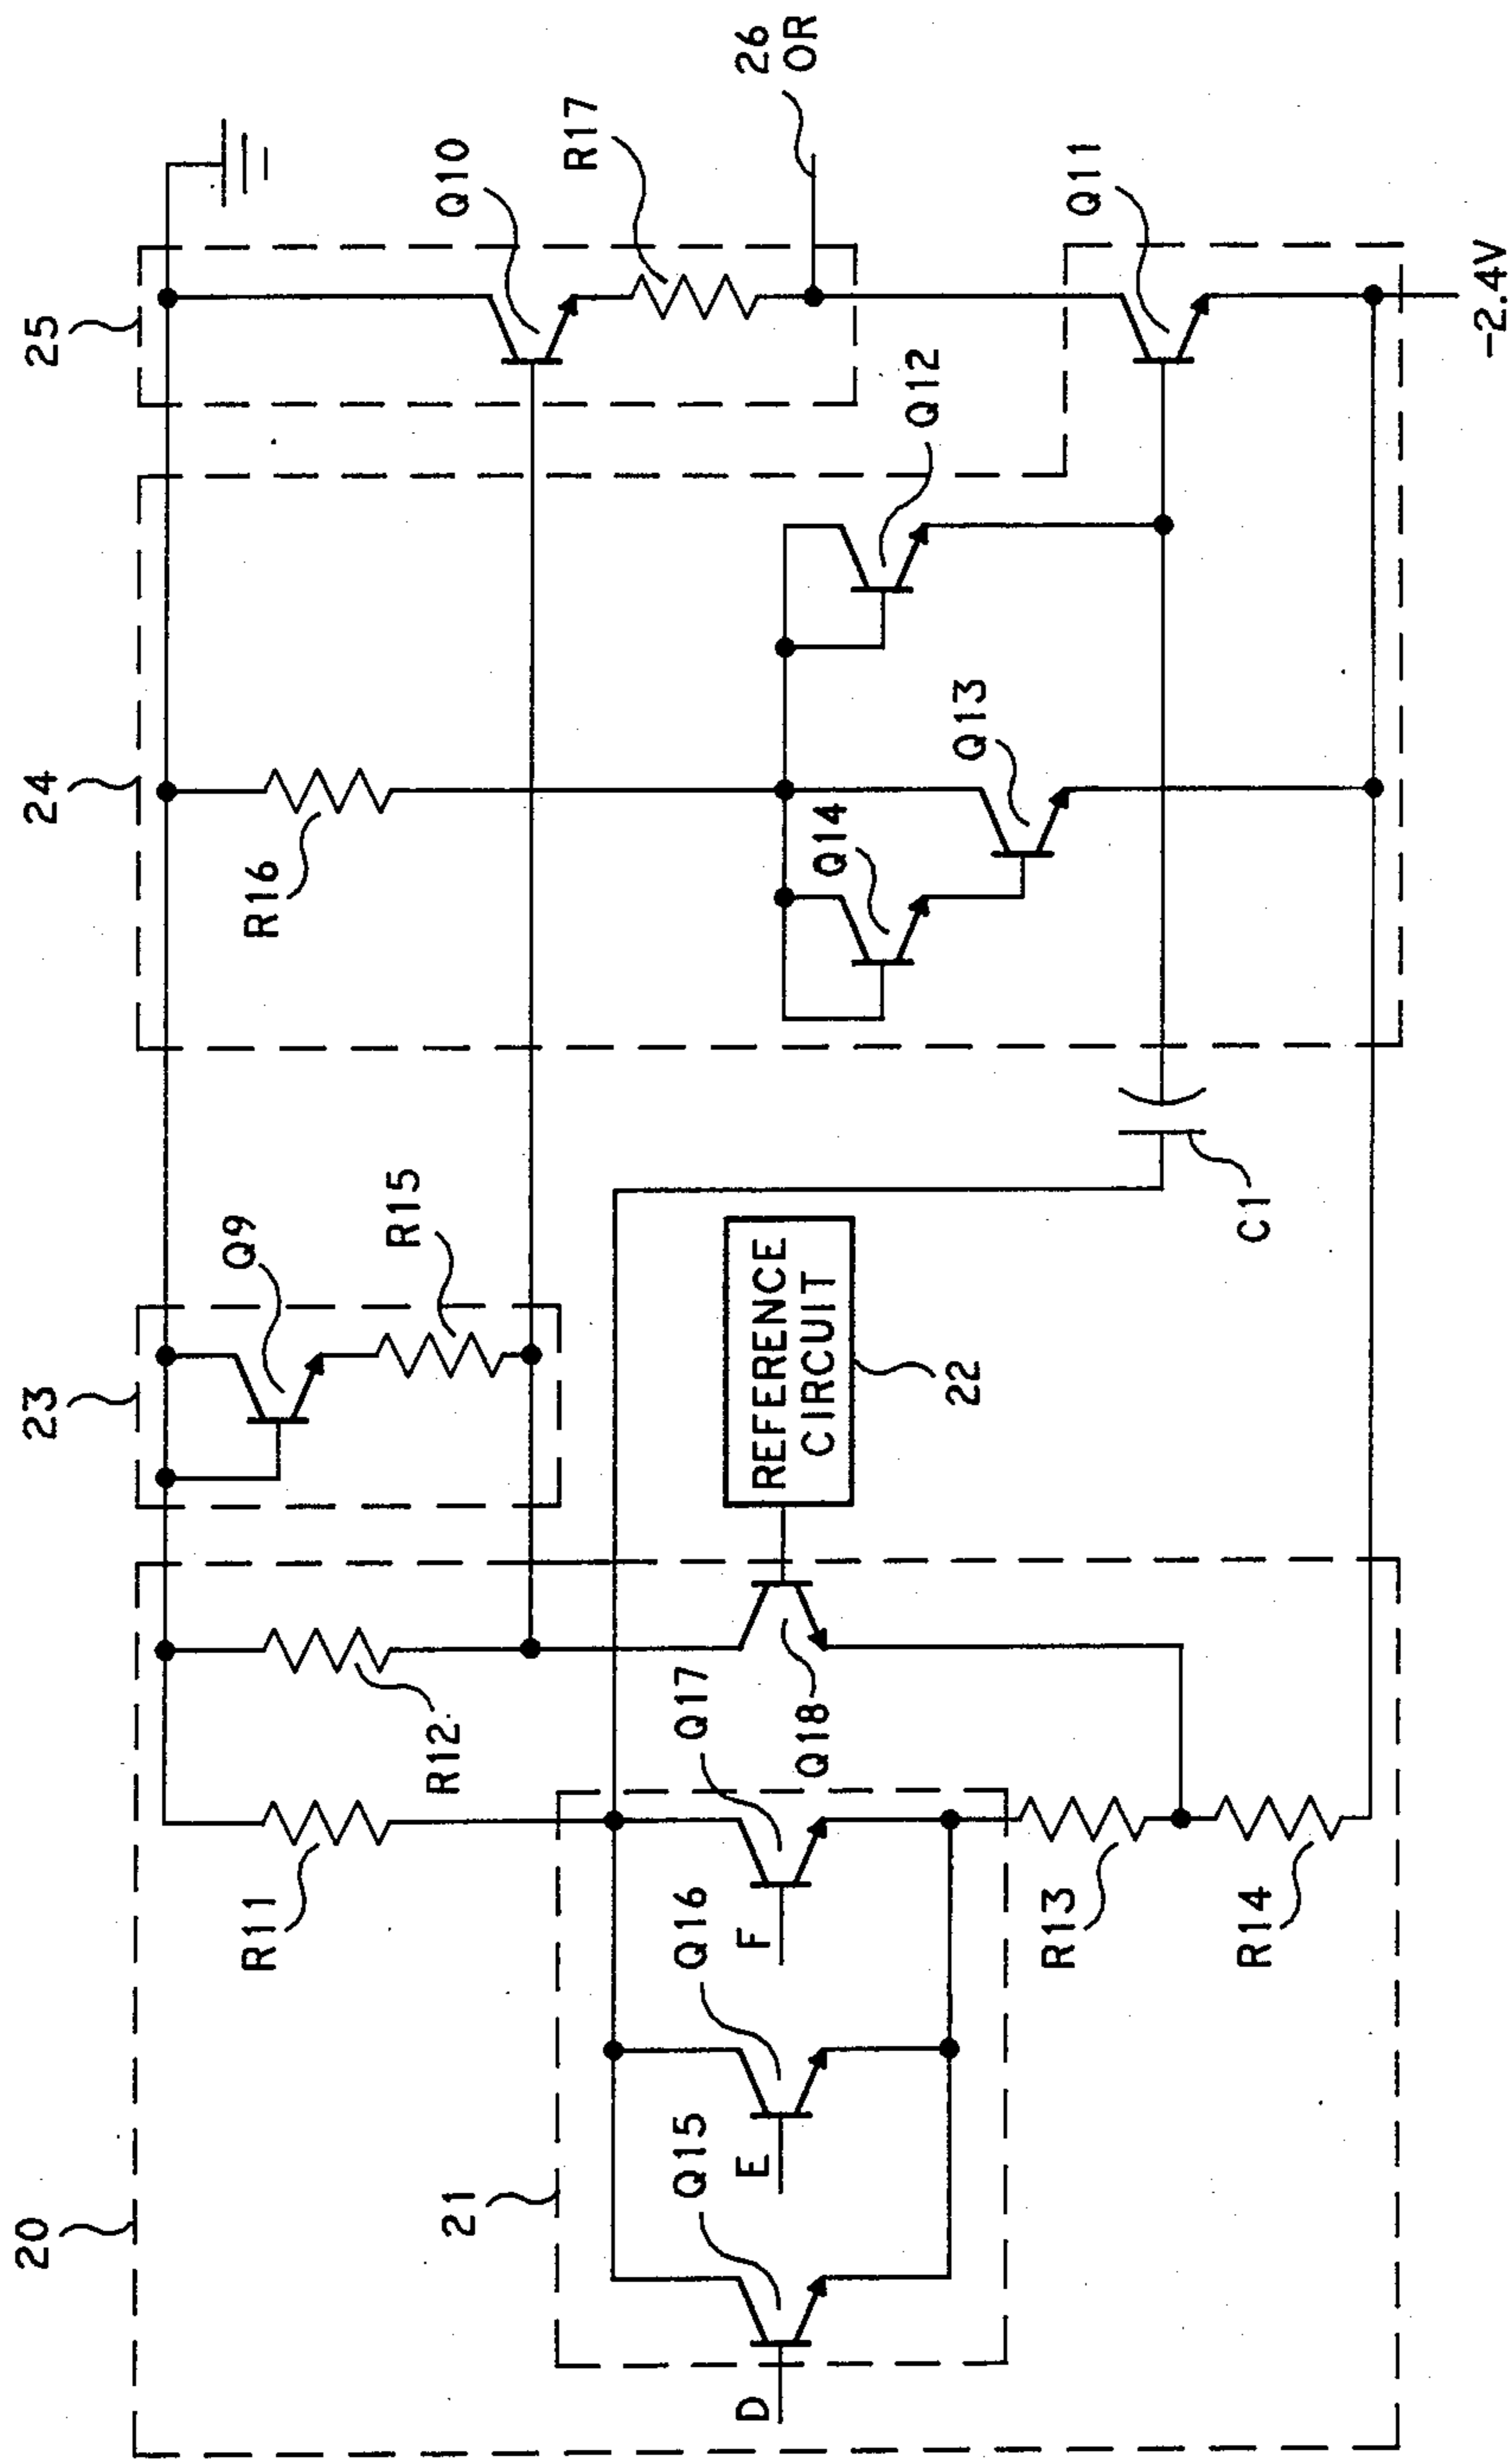 20
21
D
E
F
Q15
Q16
Q17
Q18
R11
R12
R13
R14
23
Q9
R15
REFERENCE
CIRCUIT
22
C1
24
R16
Q14
Q13
Q12
25
Q10
R17
26
OR
Q11
-2.4V